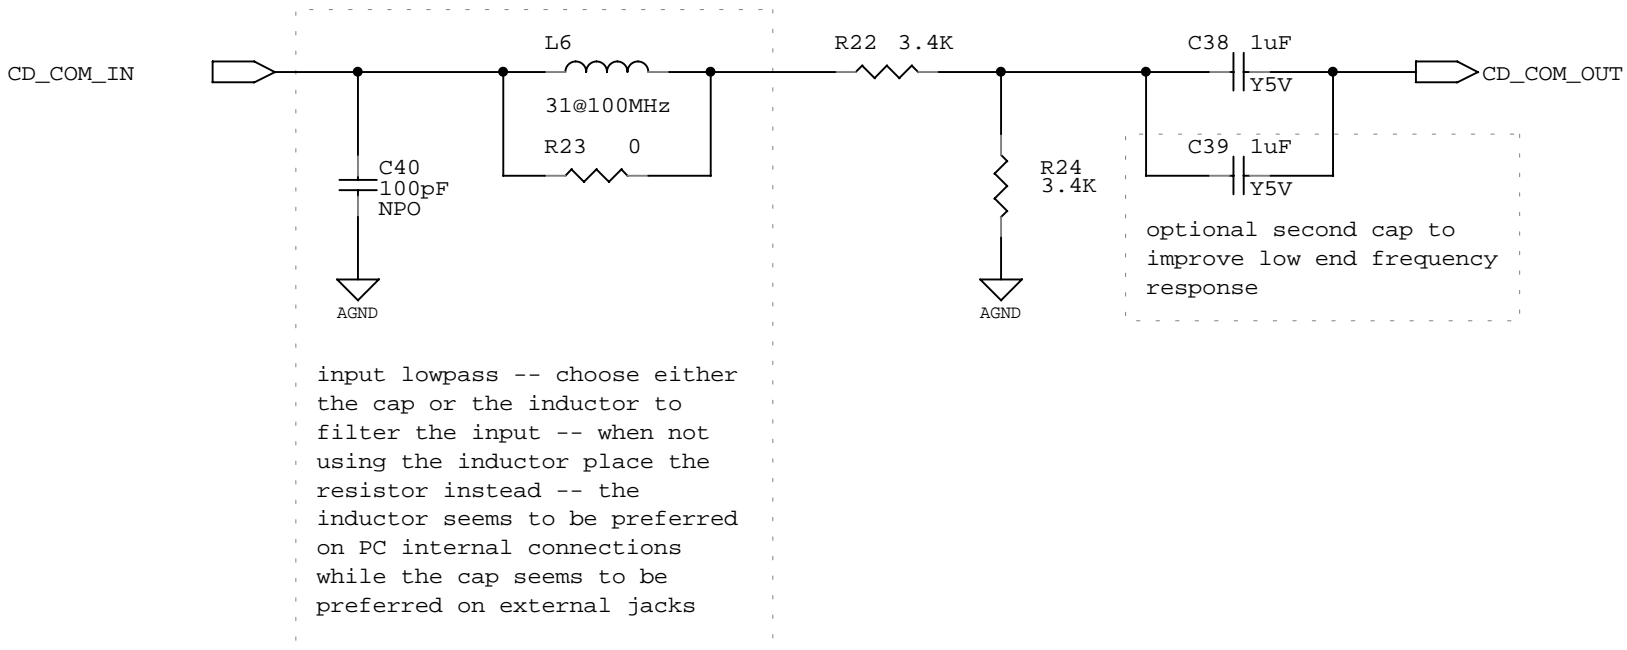 L6
R22 3.4K
C38 1uF
CD_COM_IN
CD_COM_OUT
Y5V
31@100MHz
R23 0
C39 1uF
Y5V
C40
100pF
NPO
R24
3.4K
optional second cap to
improve low end frequency
response
AGND
AGND
input lowpass -- choose either
the cap or the inductor to
filter the input -- when not
using the inductor place the
resistor instead -- the
inductor seems to be preferred
on PC internal connections
while the cap seems to be
preferred on external jacks